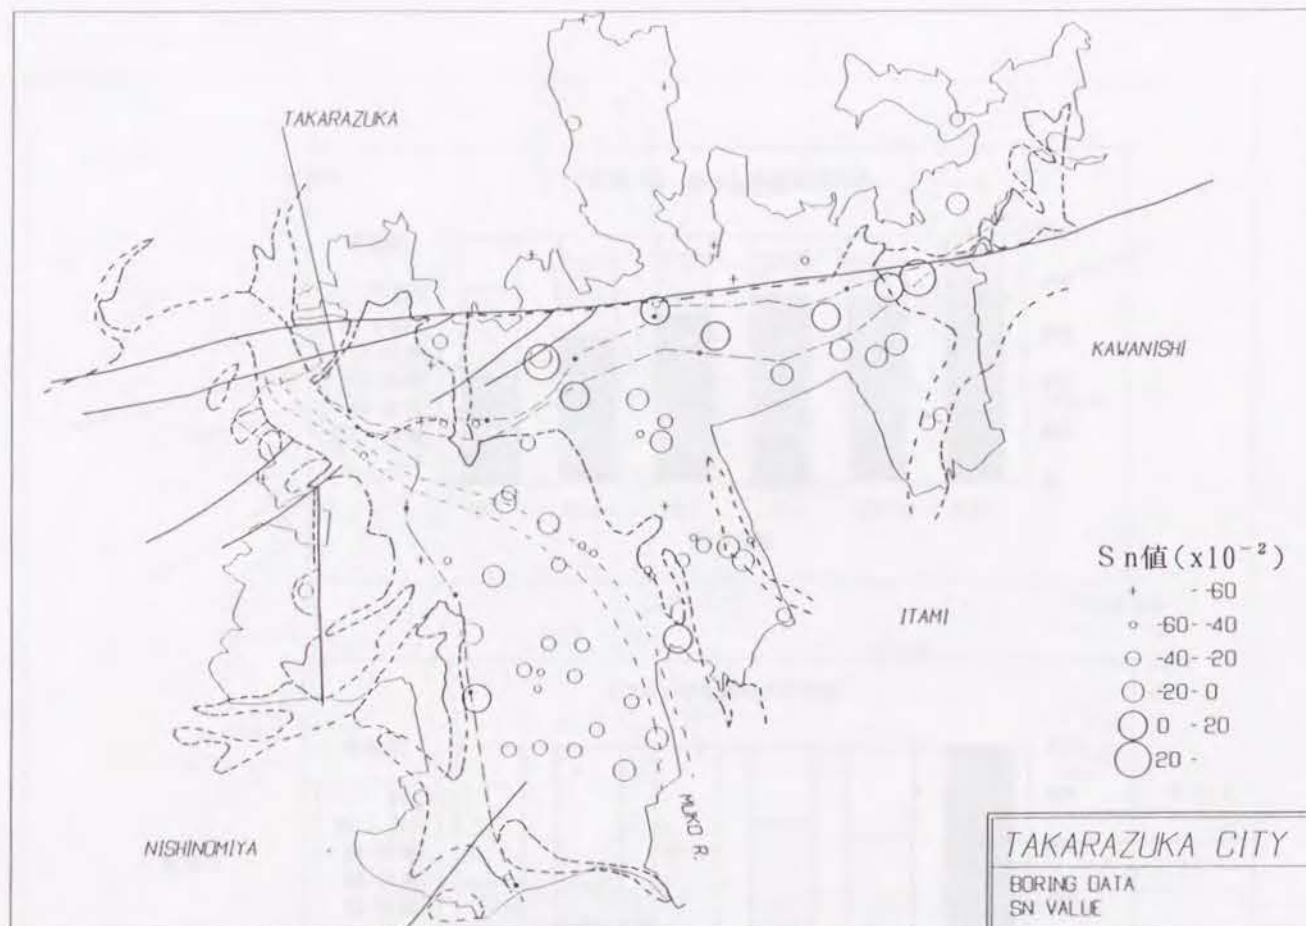 TAKARAZUKA
KAWANISHI
ITAMI
NISHINOMIYA
MUKO R.
Sn値(x10⁻²)
+ - -60
-60- -40
-40- -20
-20- 0
0 - 20
20 -
TAKARAZUKA CITY
BORING DATA
SN VALUE